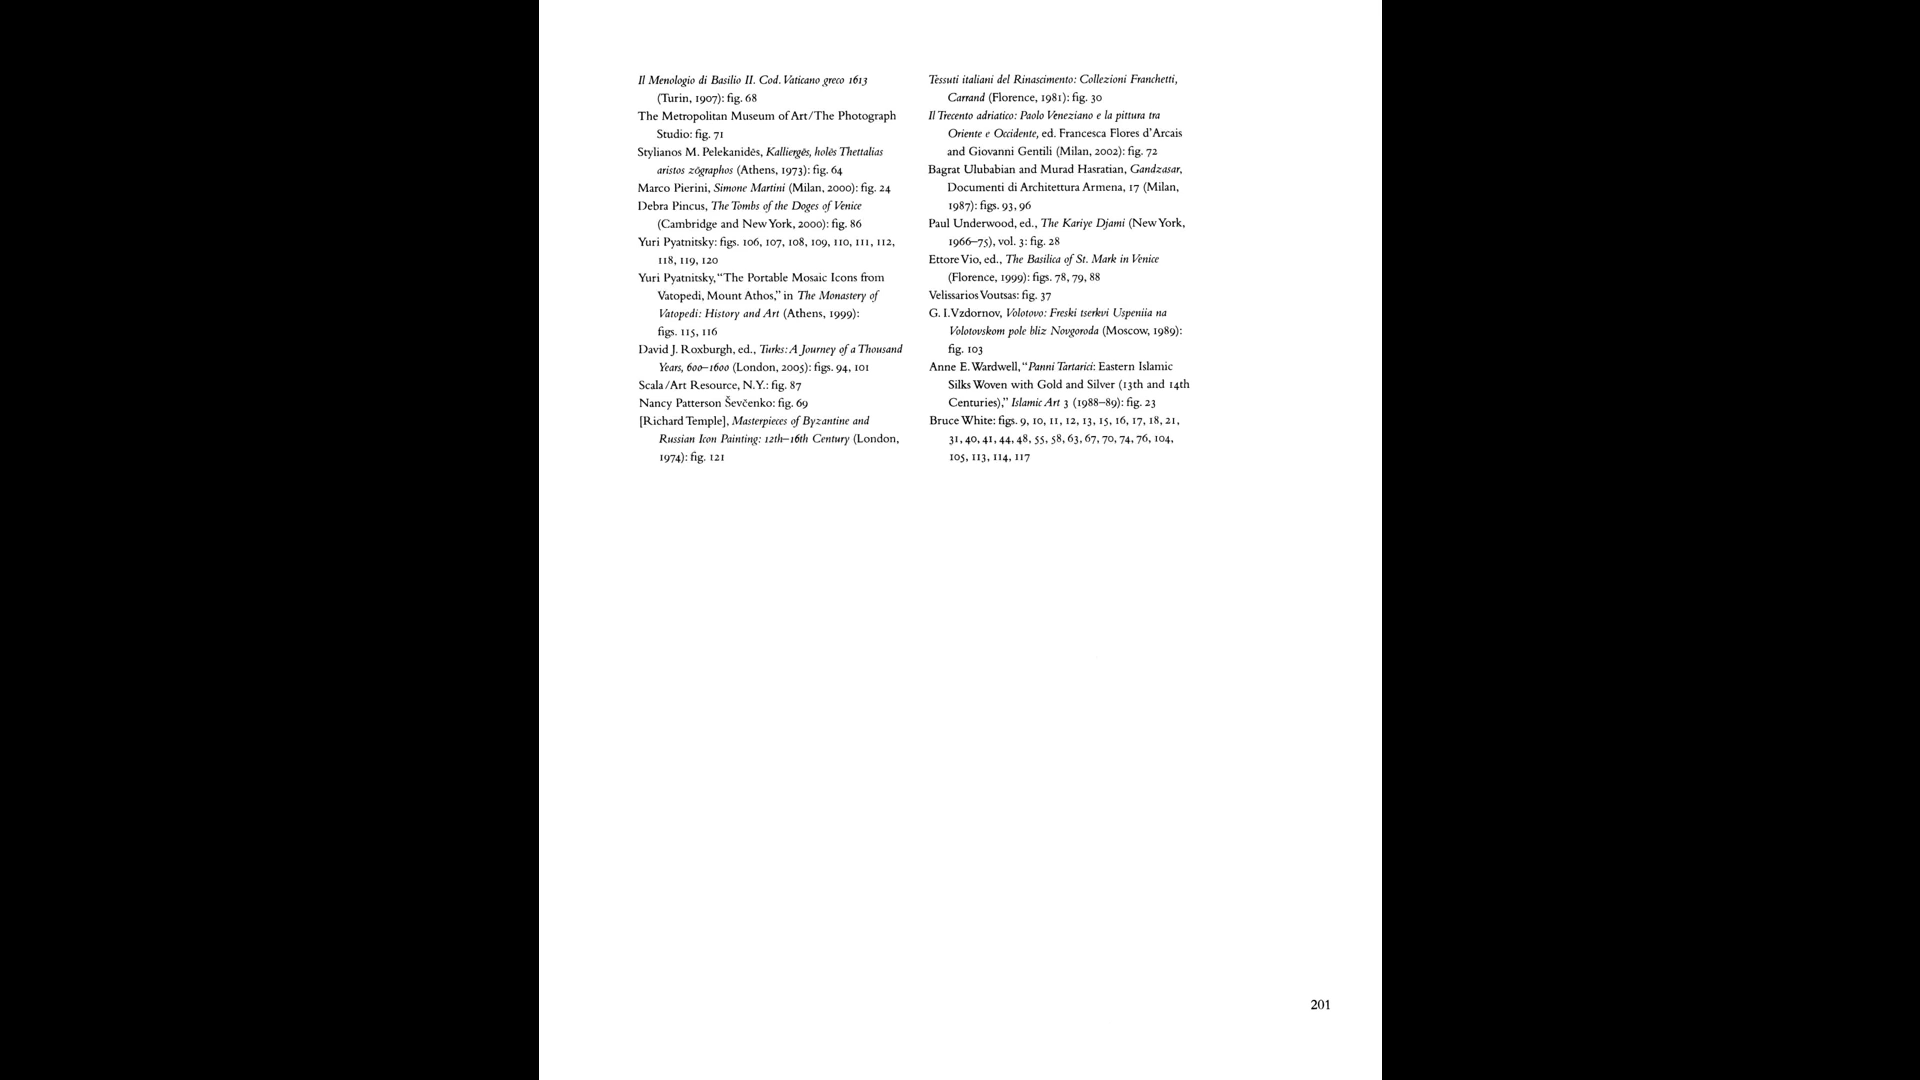 Il Menologio di Basilio II. Cod. Vaticano greco 1613
(Turin, 1907): fig. 68
The Metropolitan Museum of Art/The Photograph
Studio: fig. 71
Stylianos M. Pelekanidēs, Kalliergēs, holēs Thettalias
aristos zōgraphos (Athens, 1973): fig. 64
Marco Pierini, Simone Martini (Milan, 2000): fig. 24
Debra Pincus, The Tombs of the Doges of Venice
(Cambridge and New York, 2000): fig. 86
Yuri Pyatnitsky: figs. 106, 107, 108, 109, 110, 111, 112,
118, 119, 120
Yuri Pyatnitsky, "The Portable Mosaic Icons from
Vatopedi, Mount Athos," in The Monastery of
Vatopedi: History and Art (Athens, 1999):
figs. 115, 116
David J. Roxburgh, ed., Turks: A Journey of a Thousand
Years, 600–1600 (London, 2005): figs. 94, 101
Scala/Art Resource, N.Y.: fig. 87
Nancy Patterson Ševčenko: fig. 69
[Richard Temple], Masterpieces of Byzantine and
Russian Icon Painting: 12th–16th Century (London,
1974): fig. 121
Tessuti italiani del Rinascimento: Collezioni Franchetti,
Carrand (Florence, 1981): fig. 30
Il Trecento adriatico: Paolo Veneziano e la pittura tra
Oriente e Occidente, ed. Francesca Flores d'Arcais
and Giovanni Gentili (Milan, 2002): fig. 72
Bagrat Ulubabian and Murad Hasratian, Gandzasar,
Documenti di Architettura Armena, 17 (Milan,
1987): figs. 93, 96
Paul Underwood, ed., The Kariye Djami (New York,
1966–75), vol. 3: fig. 28
Ettore Vio, ed., The Basilica of St. Mark in Venice
(Florence, 1999): figs. 78, 79, 88
Velissarios Voutsas: fig. 37
G. I. Vzdornov, Volotovo: Freski tserkvi Uspeniia na
Volotovskom pole bliz Novgoroda (Moscow, 1989):
fig. 103
Anne E. Wardwell, "Panni Tartarici: Eastern Islamic
Silks Woven with Gold and Silver (13th and 14th
Centuries)," Islamic Art 3 (1988–89): fig. 23
Bruce White: figs. 9, 10, 11, 12, 13, 15, 16, 17, 18, 21,
31, 40, 41, 44, 48, 55, 58, 63, 67, 70, 74, 76, 104,
105, 113, 114, 117
201